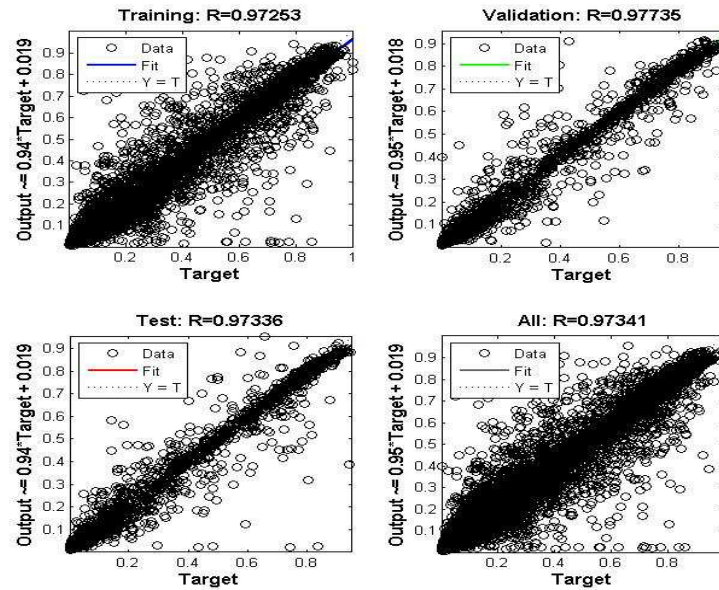 Training: R=0.97253
Output ~= 0.94*Target + 0.019
0.9
0.8
0.7
0.6
0.5
0.4
0.3
0.2
0.1
Data
Fit
Y = T
0.2 0.4 0.6 0.8 1
Target
Validation: R=0.97735
Output ~= 0.95*Target + 0.018
0.9
0.8
0.7
0.6
0.5
0.4
0.3
0.2
0.1
Data
Fit
Y = T
0.2 0.4 0.6 0.8
Target
Test: R=0.97336
Output ~= 0.94*Target + 0.019
0.9
0.8
0.7
0.6
0.5
0.4
0.3
0.2
0.1
Data
Fit
Y = T
0.2 0.4 0.6 0.8
Target
All: R=0.97341
Output ~= 0.95*Target + 0.019
0.9
0.8
0.7
0.6
0.5
0.4
0.3
0.2
0.1
Data
Fit
Y = T
0.2 0.4 0.6 0.8
Target